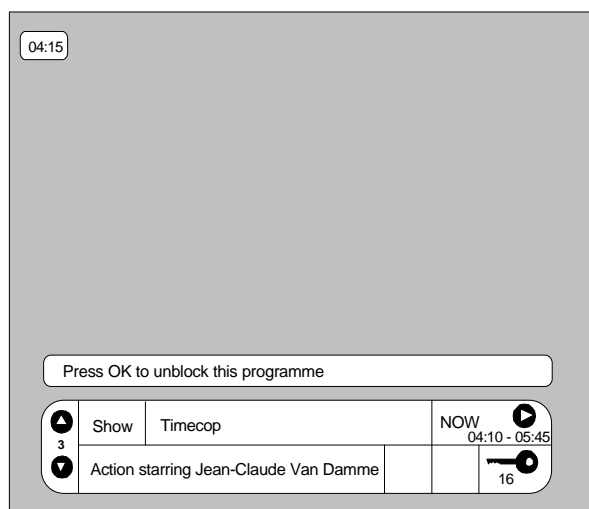 04:15
Press OK to unblock this programme
Show Timecop NOW
3 04:10 - 05:45
Action starring Jean-Claude Van Damme
16